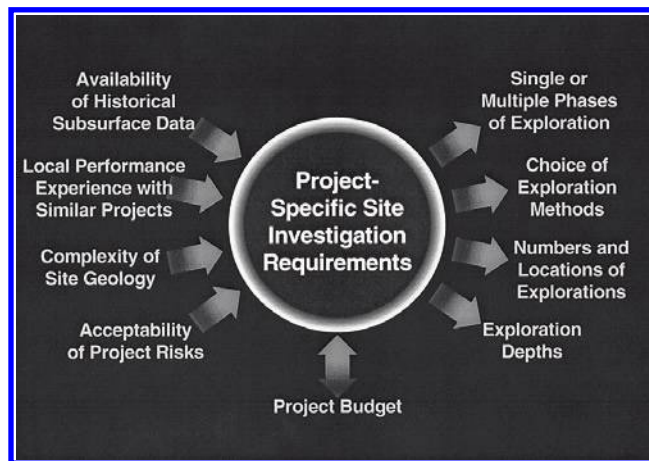 Availability
of Historical
Subsurface Data
Local Performance
Experience with
Similar Projects
Complexity of
Site Geology
Acceptability
of Project Risks
Project-
Specific Site
Investigation
Requirements
Single or
Multiple Phases
of Exploration
Choice of
Exploration
Methods
Numbers and
Locations of
Explorations
Exploration
Depths
Project Budget